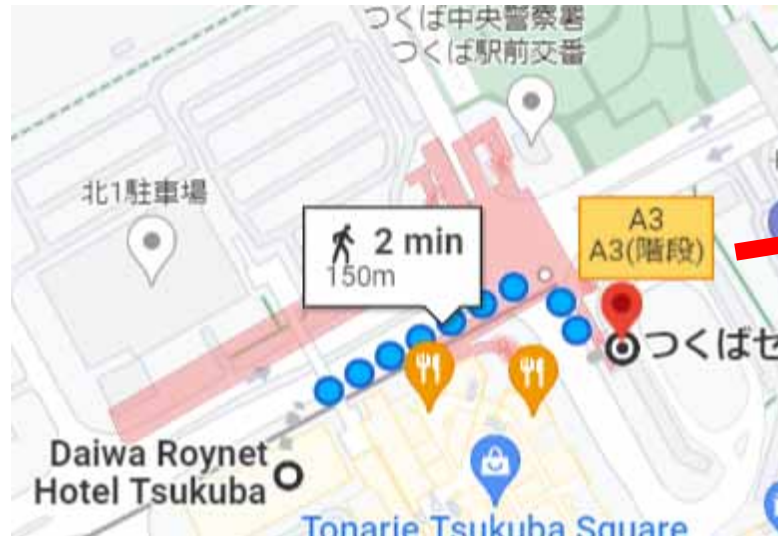 つくば中央警察署
つくば駅前交番
北1駐車場
2 min
150m
A3
A3(階段)
つくばセ
Daiwa Roynet
Hotel Tsukuba
Tonarie Tsukuba Square